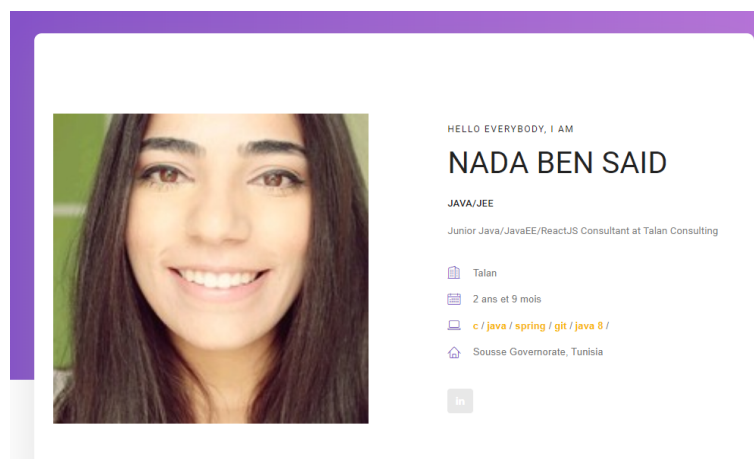 HELLO EVERYBODY, I AM
NADA BEN SAID
JAVA/JEE
Junior Java/JavaEE/ReactJS Consultant at Talan Consulting
Talan
2 ans et 9 mois
c / java / spring / git / java 8 /
Sousse Governorate, Tunisia
in